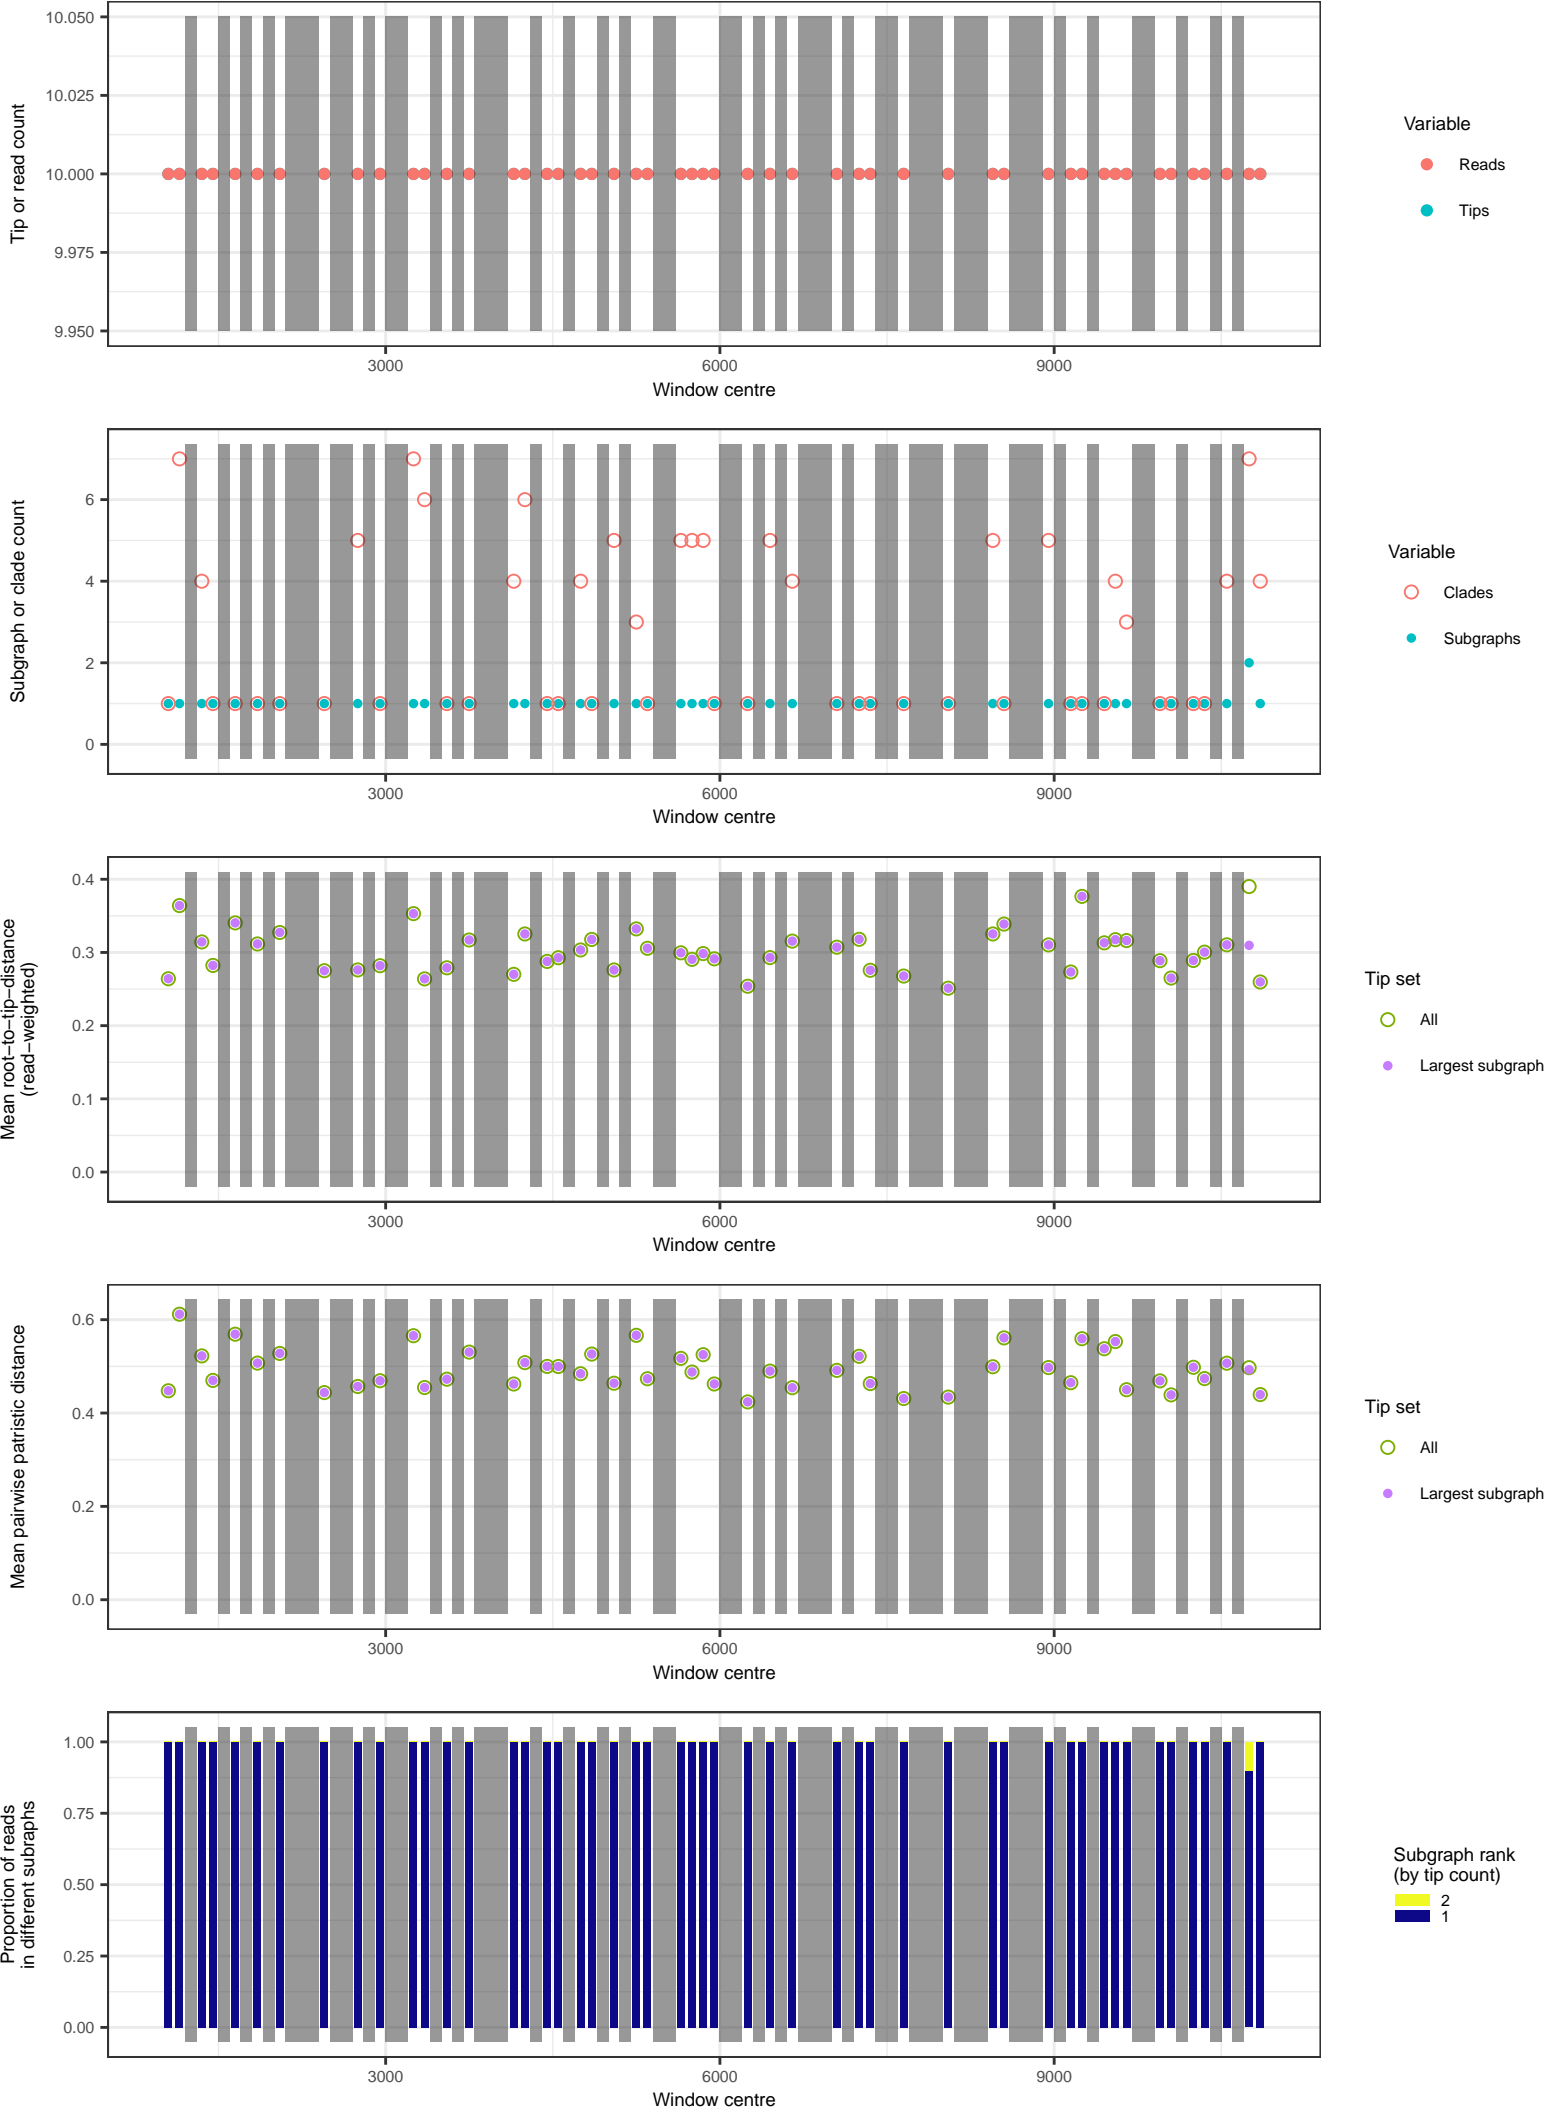 10.050
10.025
10.000
9.975
9.950
Tip or read count
3000 6000 9000
Window centre
Variable
Reads
Tips
6
4
2
0
Subgraph or clade count
3000 6000 9000
Window centre
Variable
Clades
Subgraphs
0.4
0.3
0.2
0.1
0.0
Mean root−to−tip−distance
(read−weighted)
3000 6000 9000
Window centre
Tip set
All
Largest subgraph
0.6
0.4
0.2
0.0
Mean pairwise patristic distance
3000 6000 9000
Window centre
Tip set
All
Largest subgraph
1.00
0.75
0.50
0.25
0.00
Proportion of reads
in different subraphs
3000 6000 9000
Window centre
Subgraph rank
(by tip count)
2
1